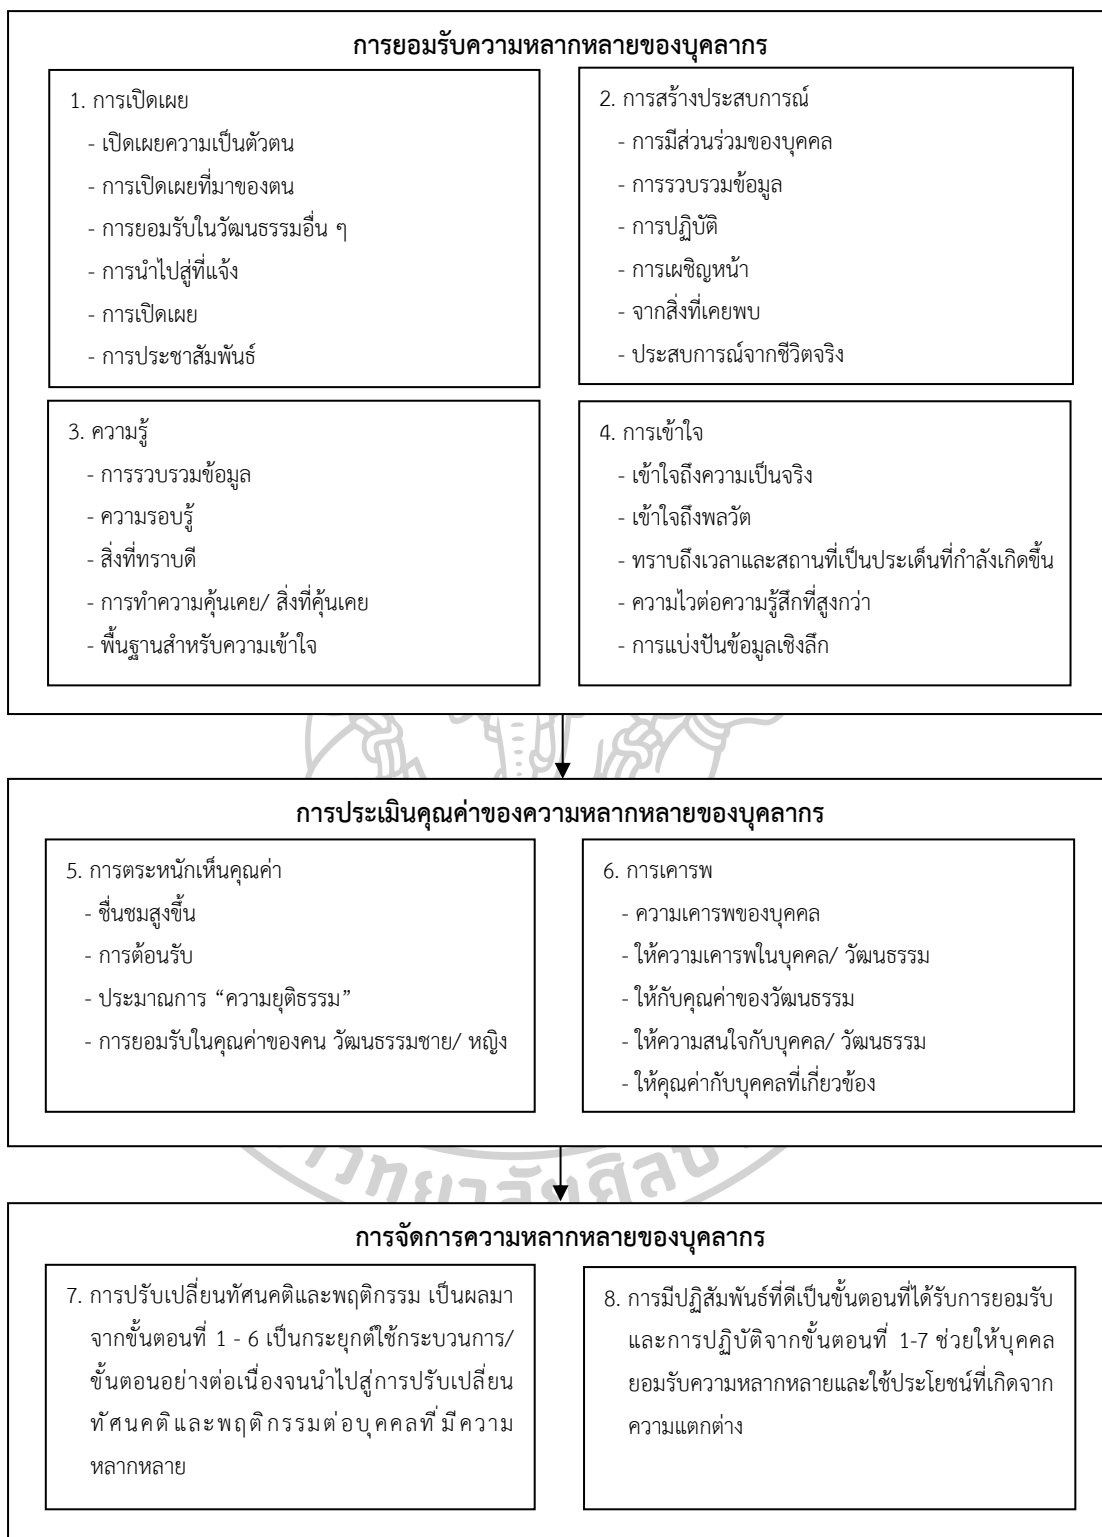 การยอมรับความหลากหลายของบุคลากร
1. การเปิดเผย
- เปิดเผยความเป็นตัวตน
- การเปิดเผยที่มาของตน
- การยอมรับในวัฒนธรรมอื่น ๆ
- การนำไปสู่ที่แจ้ง
- การเปิดเผย
- การประชาสัมพันธ์
2. การสร้างประสบการณ์
- การมีส่วนร่วมของบุคคล
- การรวบรวมข้อมูล
- การปฏิบัติ
- การเผชิญหน้า
- จากสิ่งที่เคยพบ
- ประสบการณ์จากชีวิตจริง
3. ความรู้
- การรวบรวมข้อมูล
- ความรอบรู้
- สิ่งที่ทราบดี
- การทำความคุ้นเคย/ สิ่งที่คุ้นเคย
- พื้นฐานสำหรับความเข้าใจ
4. การเข้าใจ
- เข้าใจถึงความเป็นจริง
- เข้าใจถึงพลวัต
- ทราบถึงเวลาและสถานที่เป็นประเด็นที่กำลังเกิดขึ้น
- ความไวต่อความรู้สึกที่สูงกว่า
- การแบ่งปันข้อมูลเชิงลึก
การประเมินคุณค่าของความหลากหลายของบุคลากร
5. การตระหนักเห็นคุณค่า
- ชื่นชมสูงขึ้น
- การต้อนรับ
- ประมาณการ “ความยุติธรรม”
- การยอมรับในคุณค่าของคน วัฒนธรรมชาย/ หญิง
6. การเคารพ
- ความเคารพของบุคคล
- ให้ความเคารพในบุคคล/ วัฒนธรรม
- ให้กับคุณค่าของวัฒนธรรม
- ให้ความสนใจกับบุคคล/ วัฒนธรรม
- ให้คุณค่ากับบุคคลที่เกี่ยวข้อง
การจัดการความหลากหลายของบุคลากร
7. การปรับเปลี่ยนทัศนคติและพฤติกรรม เป็นผลมา
จากขั้นตอนที่ 1 - 6 เป็นกระยุกต์ใช้กระบวนการ/
ขั้นตอนอย่างต่อเนื่องจนนำไปสู่การปรับเปลี่ยน
ทัศนคติและพฤติกรรมต่อบุคคลที่มีความ
หลากหลาย
8. การมีปฏิสัมพันธ์ที่ดีเป็นขั้นตอนที่ได้รับการยอมรับ
และการปฏิบัติจากขั้นตอนที่ 1-7 ช่วยให้บุคคล
ยอมรับความหลากหลายและใช้ประโยชน์ที่เกิดจาก
ความแตกต่าง